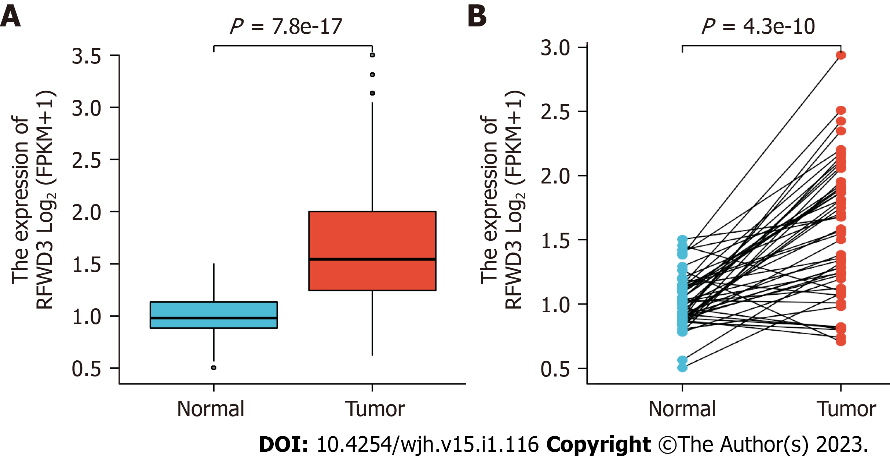 A
P = 7.8e-17
The expression of
RFWD3 Log2 (FPKM+1)
3.5
3.0
2.5
2.0
1.5
1.0
0.5
Normal Tumor
B
P = 4.3e-10
The expression of
RFWD3 Log2 (FPKM+1)
3.0
2.5
2.0
1.5
1.0
0.5
Normal Tumor
DOI: 10.4254/wjh.v15.i1.116 Copyright ©The Author(s) 2023.